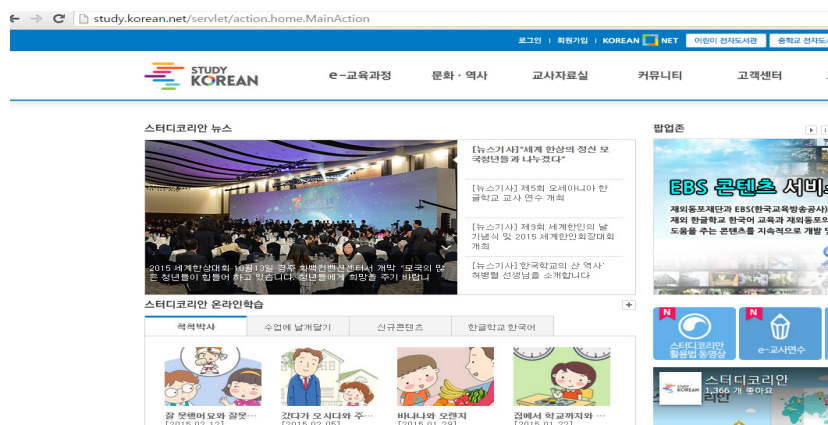 study.korean.net/servlet/action.home.MainAction
로그인 | 회원가입 | KOREAN NET 어린이 전자도서관 중학교 전자도서
STUDY
KOREAN
e-교육과정 문화 · 역사 교사자료실 커뮤니티 고객센터
스터디코리안 뉴스
[뉴스기사]"세계 한상의 정신 모
국청년들과 나누겠다"
[뉴스기사] 제5회 오세아니아 한
글학교 교사 연수 개최
[뉴스기사] 제9회 세계한인의 날
기념식 및 2015 세계한인회장대회
개최
[뉴스기사]'한국학교의 산 역사'
허병렬 선생님을 소개합니다
2015 세계한상대회 10월13일 경주 화백컨벤션센터서 개막 "모국의 많
은 청년들이 힘들어 하고 있습니다. 청년들에게 희망을 주기 바랍니
팝업존
EBS 콘텐츠 서비스
재외동포재단과 EBS(한국교육방송공사)
재외 한글학교 한국어 교육과 재외동포의
도움을 주는 콘텐츠를 지속적으로 개발 및
스터디코리안 온라인학습
척척박사 수업에 날개달기 신규콘텐츠 한글학교 한국어
잘 못했어요와 잘못… 갔다가 오시다와 주… 바나나와 오렌지 집에서 학교까지와 …
[2015.02.12] [2015.02.05] [2015.01.29] [2015.01.22]
N
스터디코리안
활용법 동영상
N
e-교사연수
스터디코리안
1,366 개 좋아요
STUDY KOREAN
리안